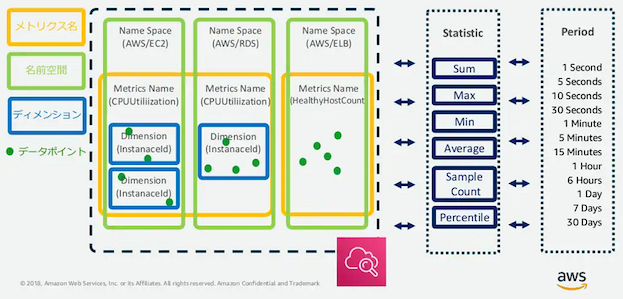 メトリクス名
名前空間
ディメンション
データポイント
Name Space
(AWS/EC2)
Name Space
(AWS/RDS)
Name Space
(AWS/ELB)
Metrics Name
(CPUUtiliization)
Metrics Name
(CPUUtiliization)
Metrics Name
(HealthyHostCount
Dimension
(InstanaceId)
Dimension
(InstanaceId)
Dimension
(InstanaceId)
Statistic
Sum
Max
Min
Average
Sample
Count
Percentile
Period
1 Second
5 Seconds
10 Seconds
30 Seconds
1 Minute
5 Minutes
15 Minutes
1 Hour
6 Hours
1 Day
7 Days
30 Days
© 2018, Amazon Web Services, Inc. or its Affiliates. All rights reserved. Amazon Confidential and Trademark
aws